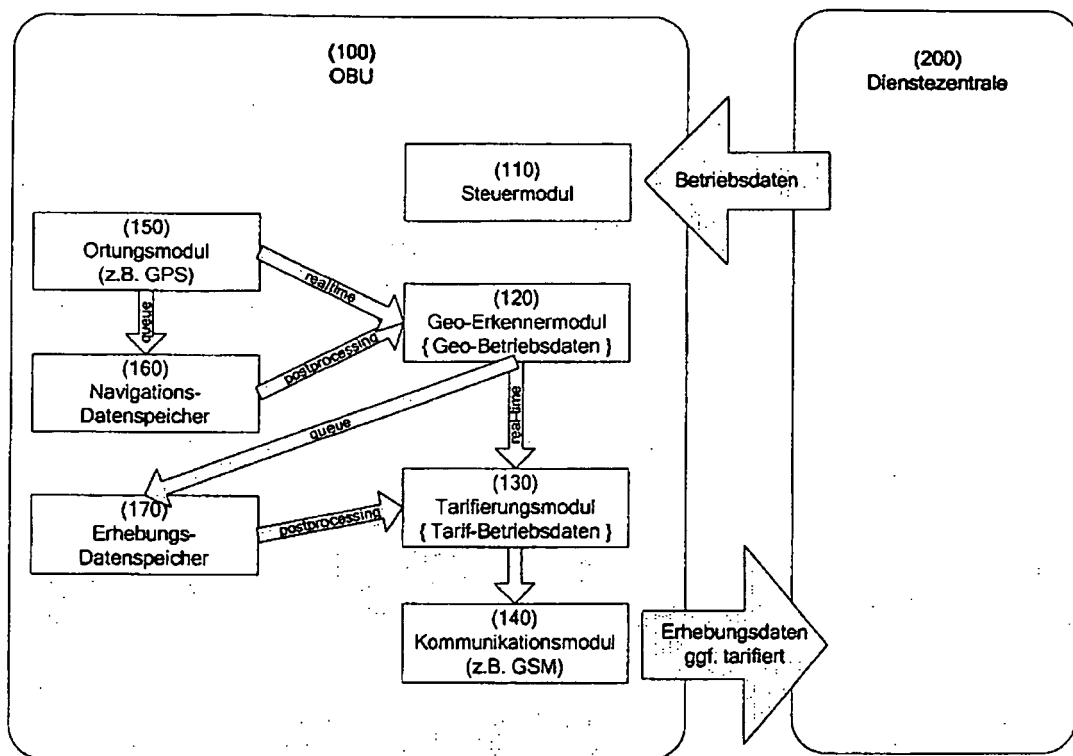 (100)
OBU
(200)
Dienstezentrale
(110)
Steuermodul
Betriebsdaten
(150)
Ortungsmodul
(z.B. GPS)
realtime
queue
(120)
Geo-Erkennermodul
{ Geo-Betriebsdaten }
postprocessing
(160)
Navigations-
Datenspeicher
queue
real-time
(170)
Erhebungs-
Datenspeicher
postprocessing
(130)
Tarifierungsmodul
{ Tarif-Betriebsdaten }
(140)
Kommunikationsmodul
(z.B. GSM)
Erhebungsdaten
ggf. tarifiert